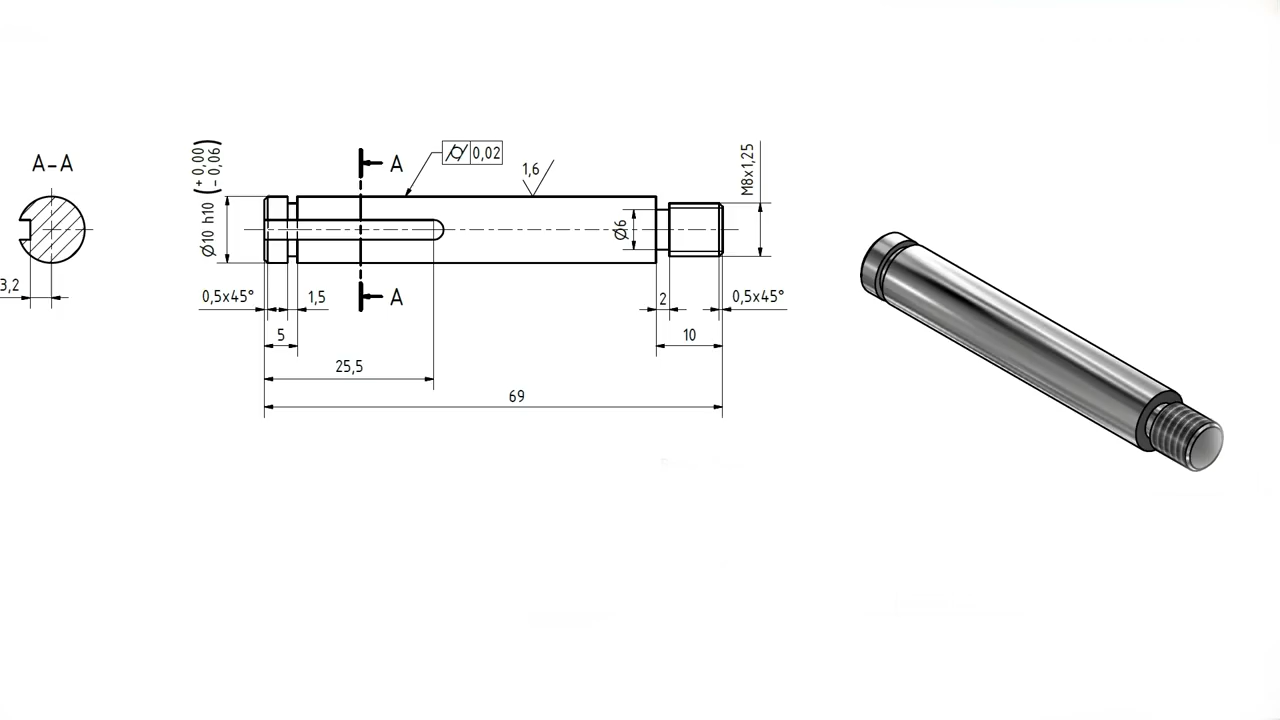 A-A
3,2
Ø10 h10 (+ 0,00 - 0,06)
A
0,02
1,6
M8x1,25
Ø6
0,5x45°
1,5
A
2
0,5x45°
5
10
25,5
69